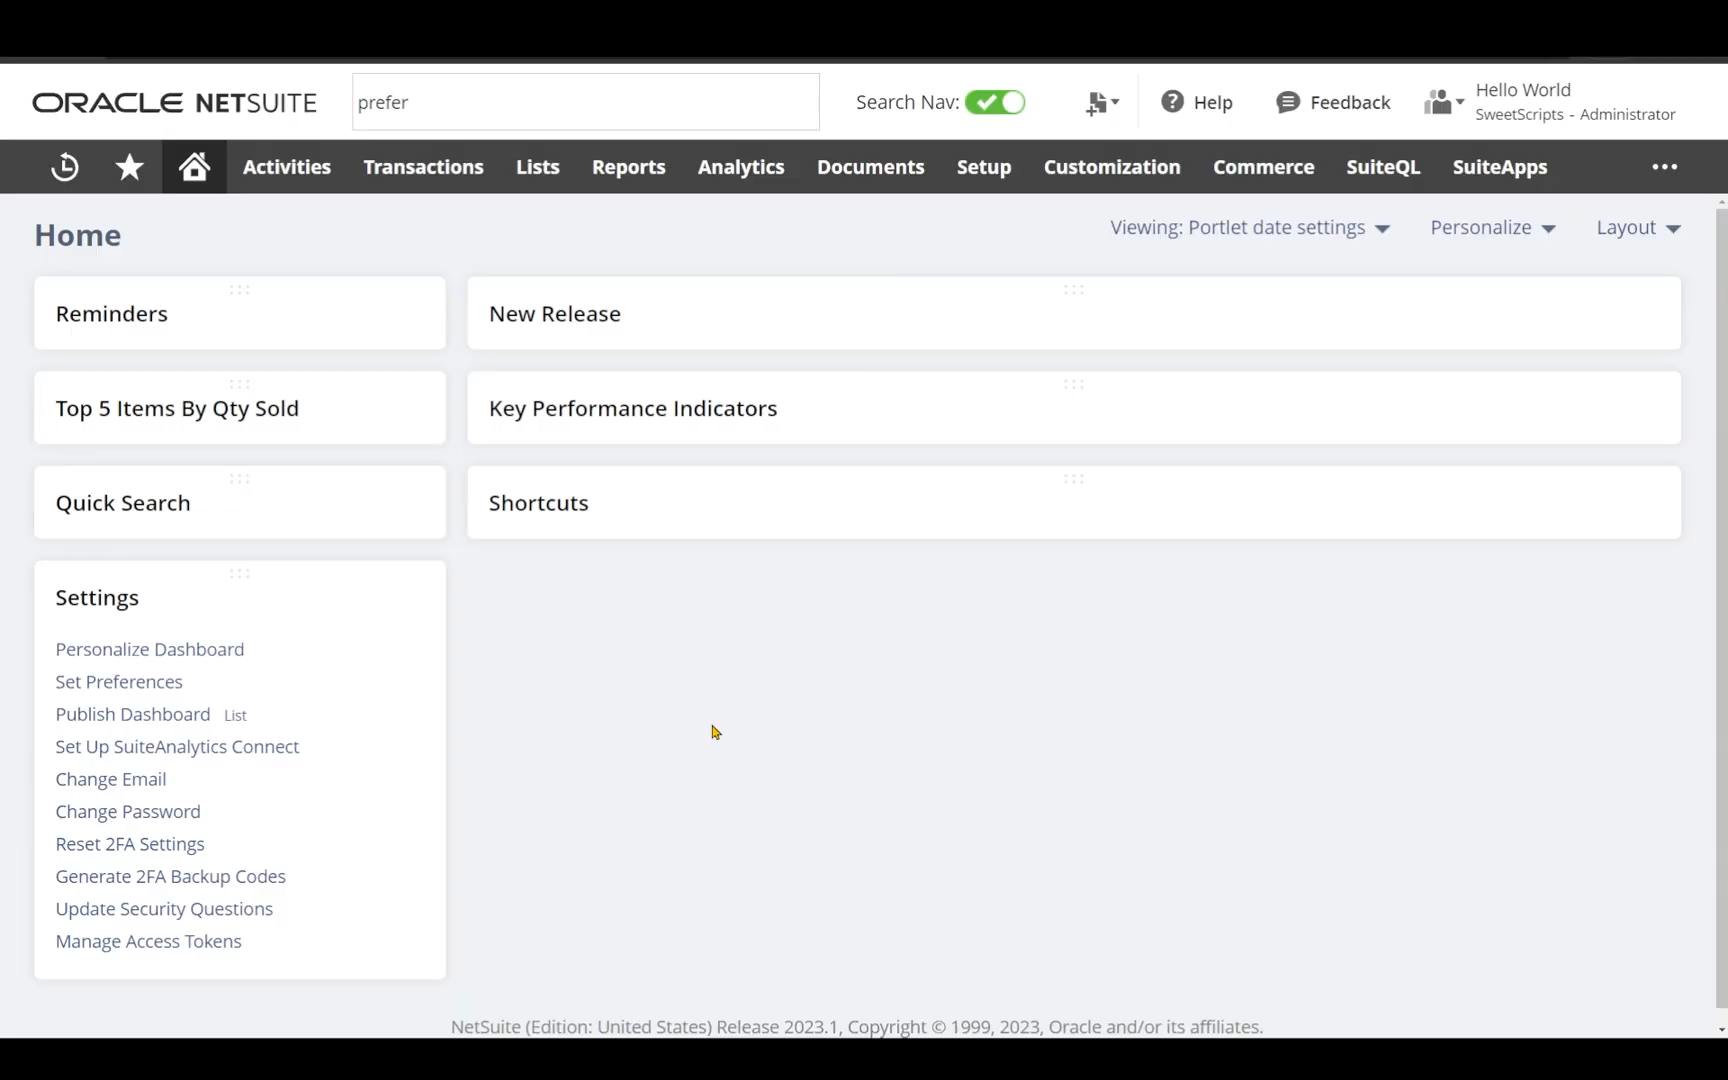 ORACLE NETSUITE
prefer
Search Nav:
Help
Feedback
Hello World
SweetScripts - Administrator
Activities Transactions Lists Reports Analytics Documents Setup Customization Commerce SuiteQL SuiteApps
Home
Viewing: Portlet date settings
Personalize
Layout
Reminders
New Release
Top 5 Items By Qty Sold
Key Performance Indicators
Quick Search
Shortcuts
Settings
Personalize Dashboard
Set Preferences
Publish Dashboard List
Set Up SuiteAnalytics Connect
Change Email
Change Password
Reset 2FA Settings
Generate 2FA Backup Codes
Update Security Questions
Manage Access Tokens
NetSuite (Edition: United States) Release 2023.1, Copyright © 1999, 2023, Oracle and/or its affiliates.